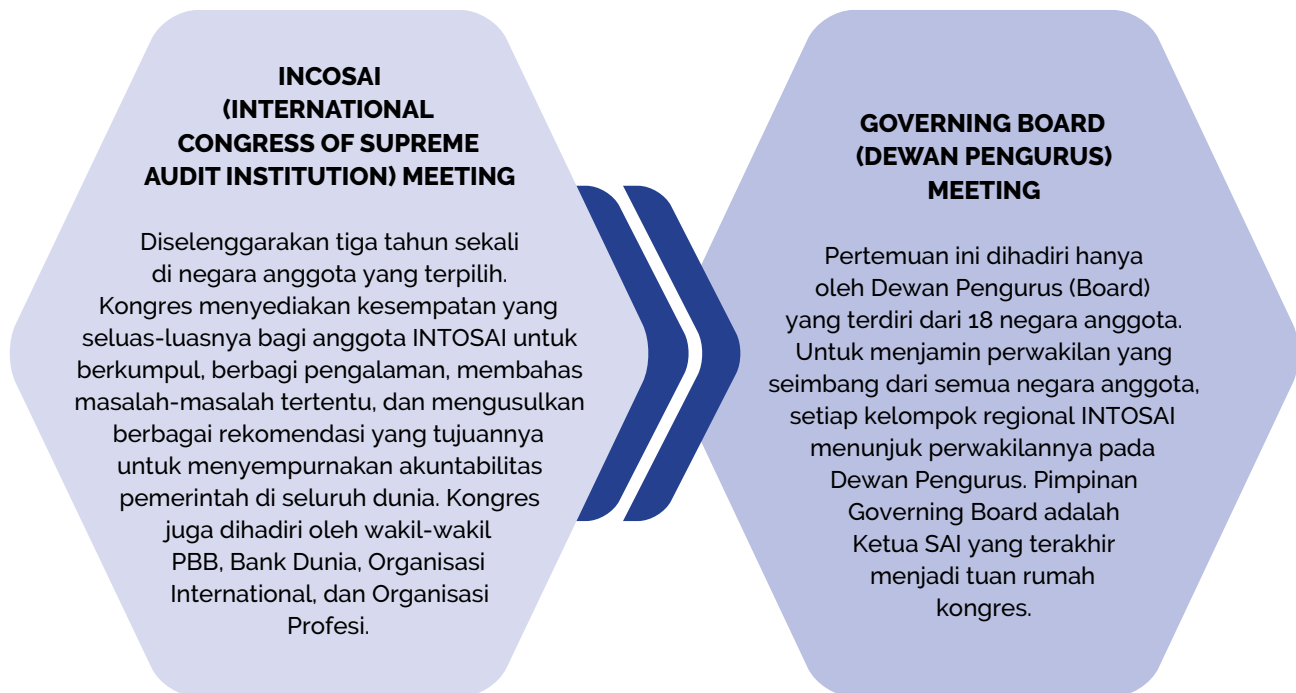 INCOSAI
(INTERNATIONAL
CONGRESS OF SUPREME
AUDIT INSTITUTION) MEETING
Diselenggarakan tiga tahun sekali
di negara anggota yang terpilih.
Kongres menyediakan kesempatan yang
seluas-luasnya bagi anggota INTOSAI untuk
berkumpul, berbagi pengalaman, membahas
masalah-masalah tertentu, dan mengusulkan
berbagai rekomendasi yang tujuannya
untuk menyempurnakan akuntabilitas
pemerintah di seluruh dunia. Kongres
juga dihadiri oleh wakil-wakil
PBB, Bank Dunia, Organisasi
International, dan Organisasi
Profesi.
GOVERNING BOARD
(DEWAN PENGURUS)
MEETING
Pertemuan ini dihadiri hanya
oleh Dewan Pengurus (Board)
yang terdiri dari 18 negara anggota.
Untuk menjamin perwakilan yang
seimbang dari semua negara anggota,
setiap kelompok regional INTOSAI
menunjuk perwakilannya pada
Dewan Pengurus. Pimpinan
Governing Board adalah
Ketua SAI yang terakhir
menjadi tuan rumah
kongres.